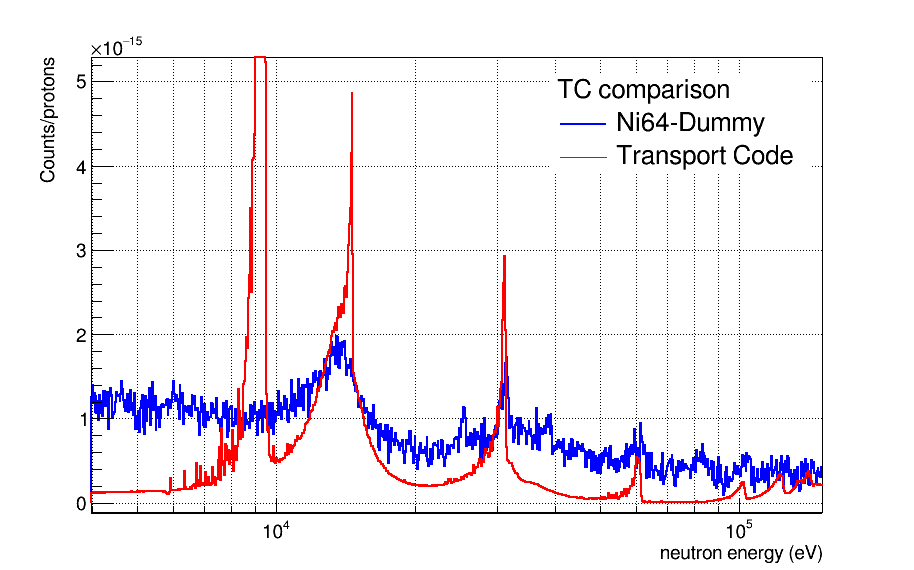 ×10⁻¹⁵
Counts/protons
5
4
3
2
1
0
TC comparison
Ni64-Dummy
Transport Code
10⁴
10⁵
neutron energy (eV)